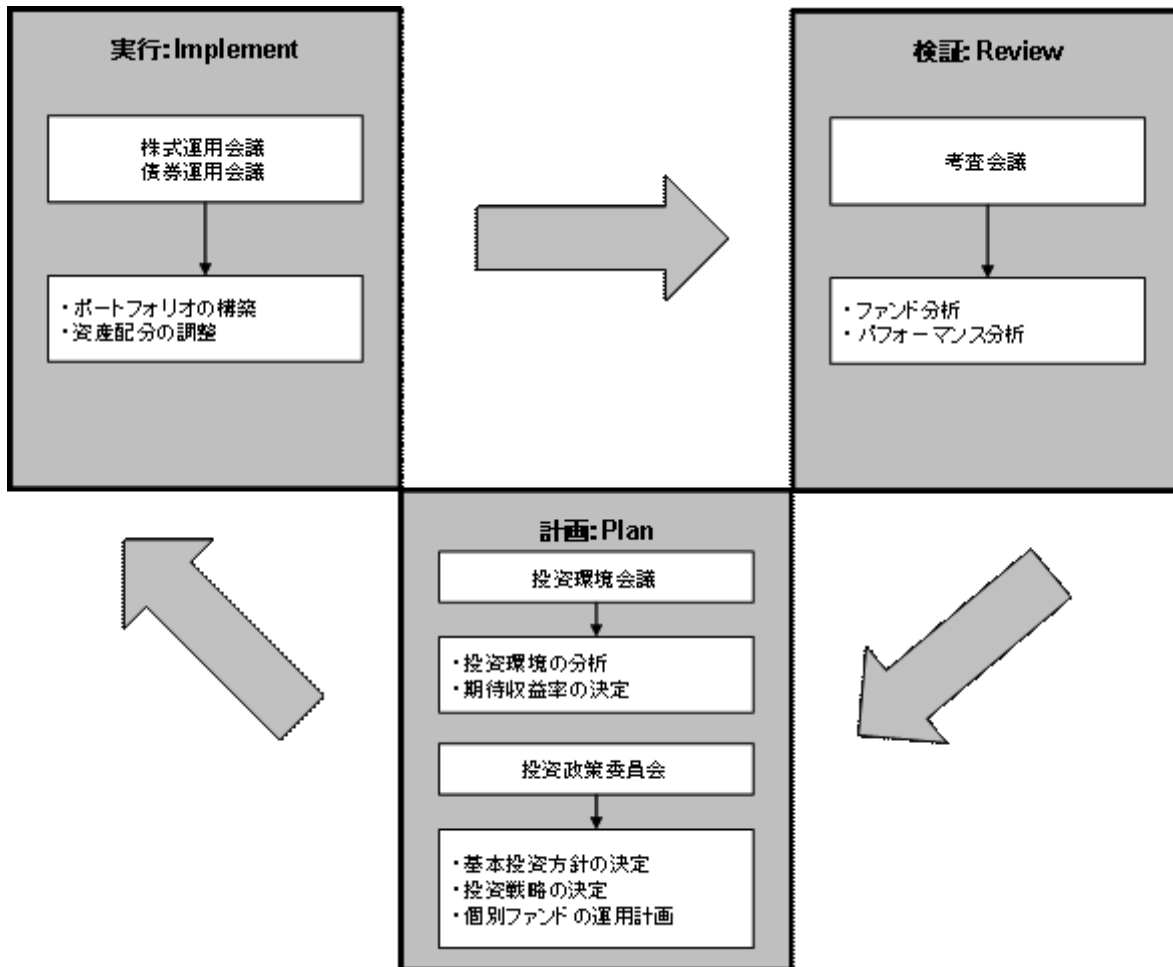 実行: Implement
株式運用会議
債券運用会議
・ポートフォリオの構築
・資産配分の調整
検証: Review
考査会議
・ファンド分析
・パフォーマンス分析
計画: Plan
投資環境会議
・投資環境の分析
・期待収益率の決定
投資政策委員会
・基本投資方針の決定
・投資戦略の決定
・個別ファンドの運用計画